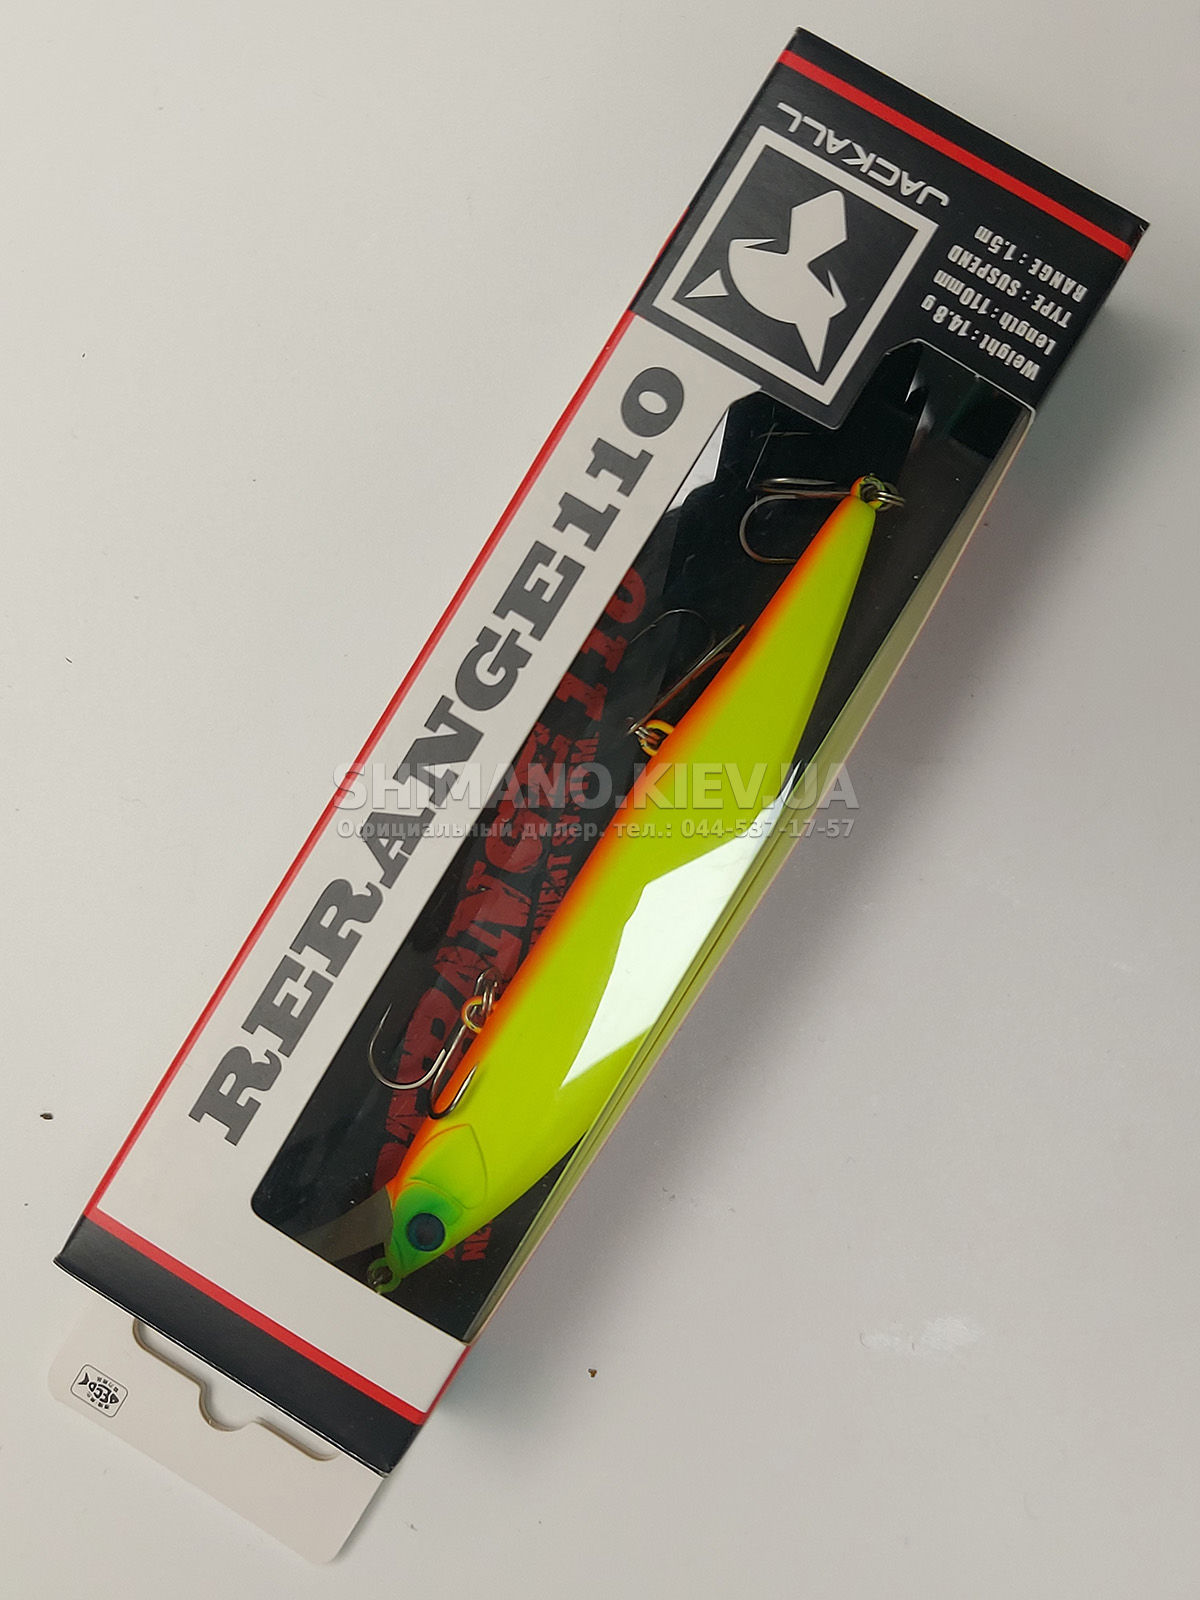 JACKALL
Weight : 14.8g
Length : 110mm
TYPE : SUSPEND
RANGE : 1.5m
RERANGE110
SHIMANO.KIEV.UA
Официальный дилер. тел.: 044-537-17-57